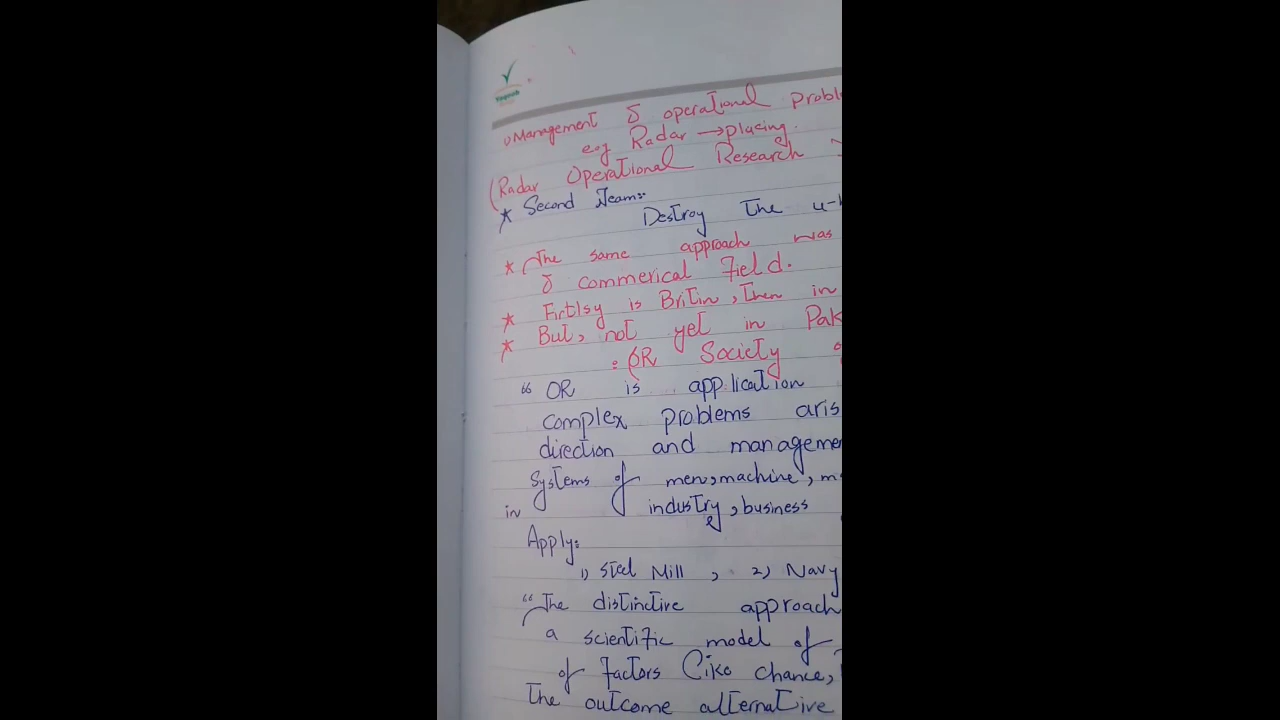 Management & operational probl
e.g Radar → placing.
(Radar Operational Research
* Second Team:
Destroy the u-
* The same approach was
& commerical Field.
* Firtlsy is Britin, Then in
* But, not yet in Pak
: OR Society
" OR is application
complex problems aris
direction and manageme
Systems of men, machine, m
in industry, business
Apply:
1) Steel Mill , 2) Navy
" The distinctive approach
a scientific model of
of factors Like chance,
The outcome alternative